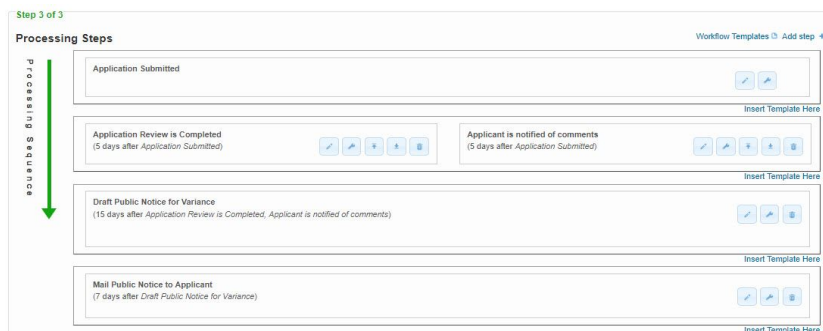 Step 3 of 3
Processing Steps
Workflow Templates Add step +
Processing Sequence
Application Submitted
Insert Template Here
Application Review is Completed
(5 days after Application Submitted)
Applicant is notified of comments
(5 days after Application Submitted)
Insert Template Here
Draft Public Notice for Variance
(15 days after Application Review is Completed, Applicant is notified of comments)
Insert Template Here
Mail Public Notice to Applicant
(7 days after Draft Public Notice for Variance)
Insert Template Here